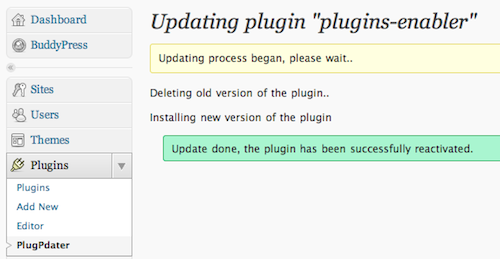 Dashboard
BuddyPress
Sites
Users
Themes
Plugins
Plugins
Add New
Editor
PlugPdater
Updating plugin "plugins-enabler"
Updating process began, please wait..
Deleting old version of the plugin..
Installing new version of the plugin
Update done, the plugin has been successfully reactivated.